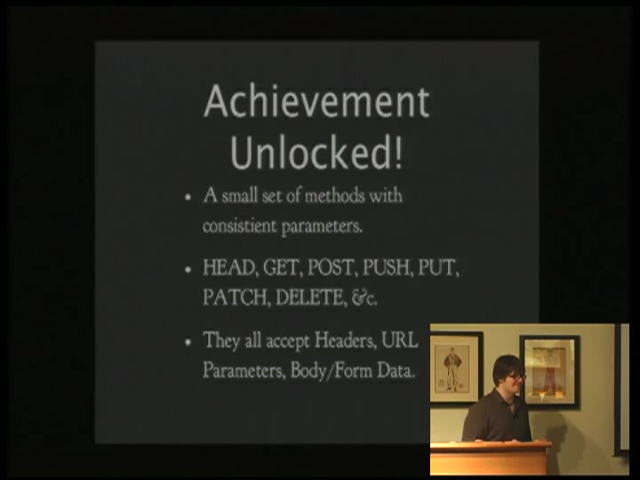 Achievement
Unlocked!
• A small set of methods with
consistient parameters.
• HEAD, GET, POST, PUSH, PUT,
PATCH, DELETE, &c.
• They all accept Headers, URL
Parameters, Body/Form Data.